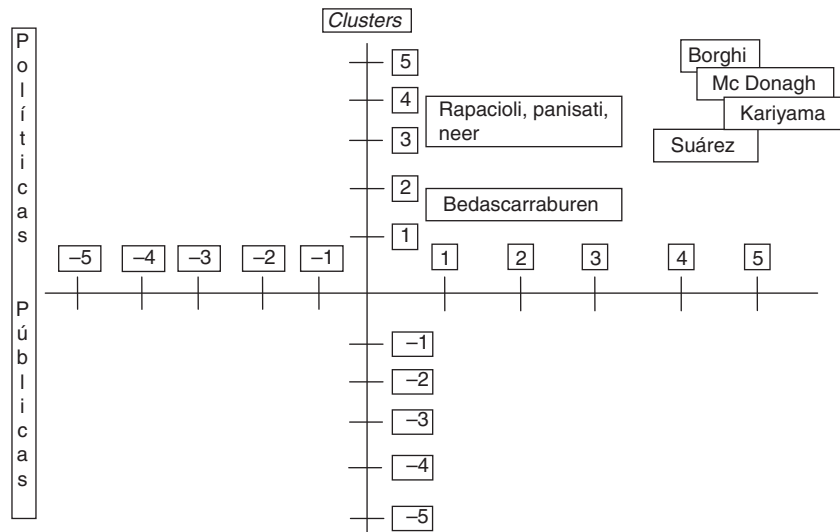 Políticas
Públicas
Clusters
5
4
3
2
1
Borghi
Mc Donagh
Kariyama
Suárez
Rapacioli, panisati,
neer
Bedascarraburen
–5 –4 –3 –2 –1 1 2 3 4 5
–1
–2
–3
–4
–5